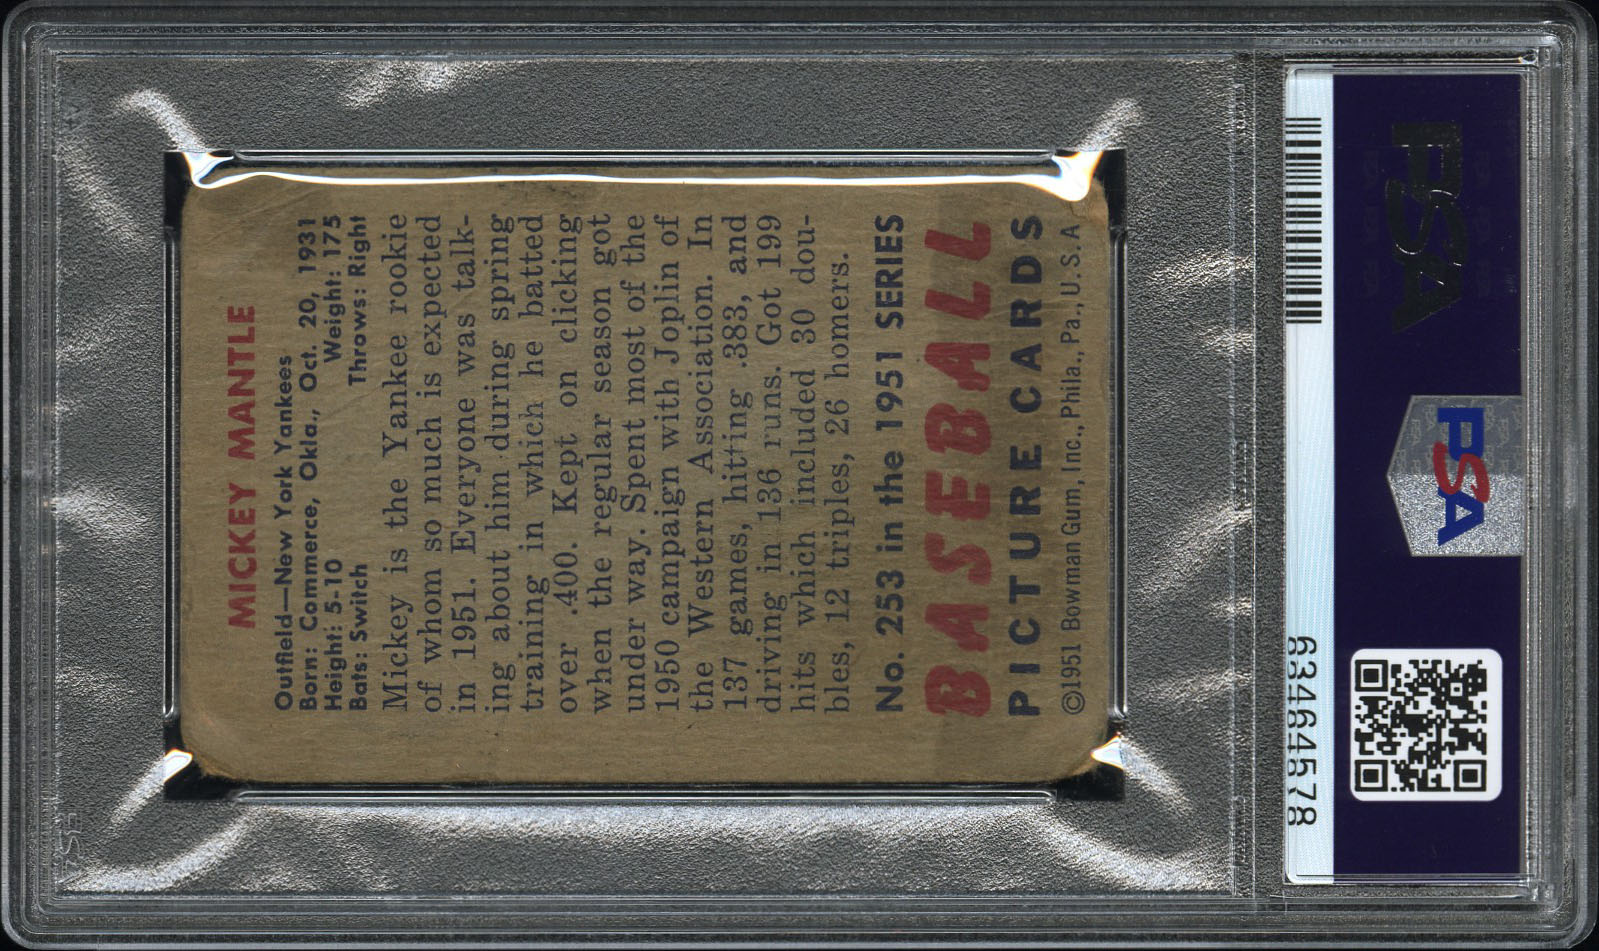 MICKEY MANTLE
Outfield—New York Yankees
Born: Commerce, Okla., Oct. 20, 1931
Height: 5-10 Weight: 175
Bats: Switch Throws: Right
Mickey is the Yankee rookie
of whom so much is expected
in 1951. Everyone was talk-
ing about him during spring
training in which he batted
over .400. Kept on clicking
when the regular season got
under way. Spent most of the
1950 campaign with Joplin of
the Western Association. In
137 games, hitting .383, and
driving in 136 runs. Got 199
hits which included 30 dou-
bles, 12 triples, 26 homers.
No. 253 in the 1951 SERIES
BASEBALL
PICTURE CARDS
©1951 Bowman Gum, Inc., Phila., Pa., U.S.A
63464578
PSA
PSA
PSA